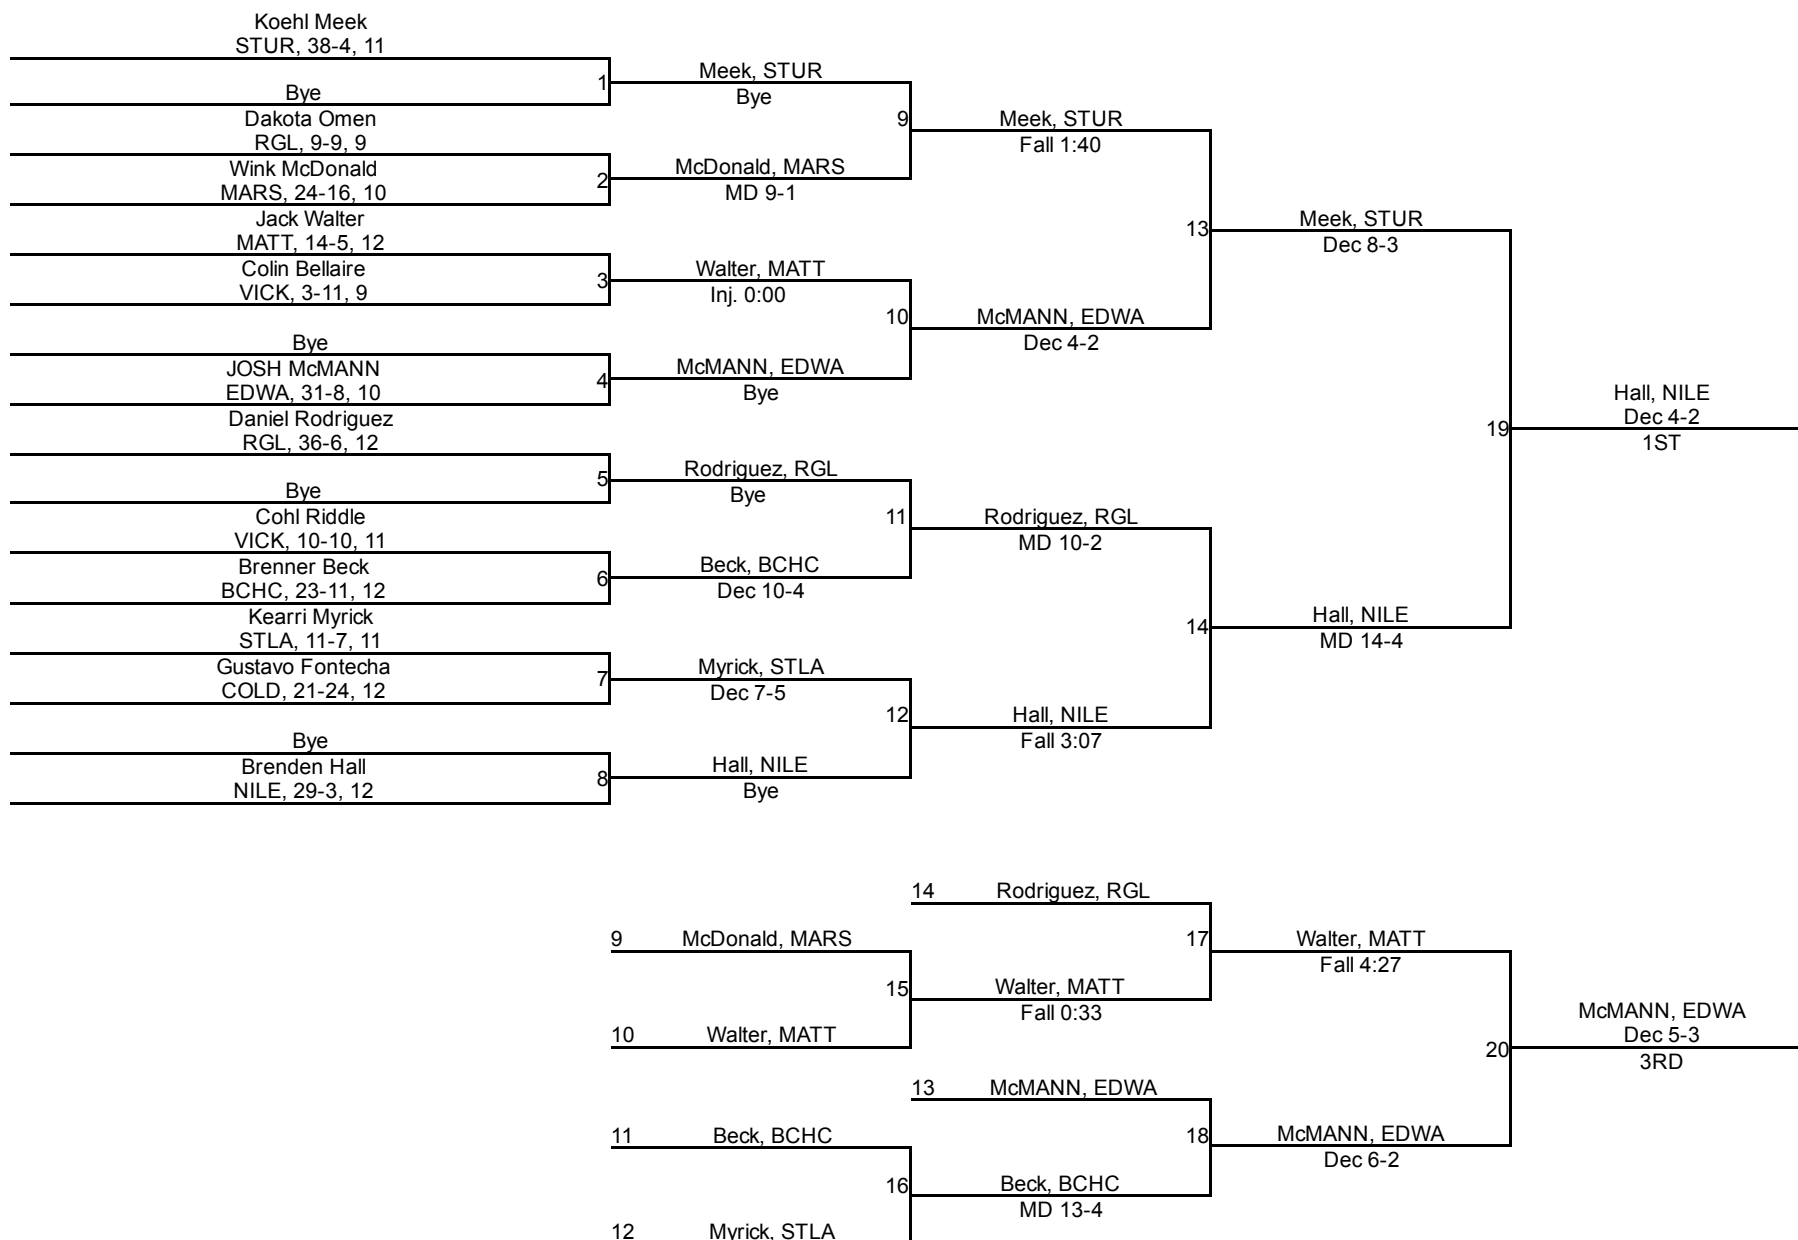 Koehl Meek
STUR, 38-4, 11
1
Bye
Dakota Omen
RGL, 9-9, 9
2
Wink McDonald
MARS, 24-16, 10
Jack Walter
MATT, 14-5, 12
3
Colin Bellaire
VICK, 3-11, 9
Bye
4
JOSH McMANN
EDWA, 31-8, 10
Daniel Rodriguez
RGL, 36-6, 12
5
Bye
Cohl Riddle
VICK, 10-10, 11
6
Brenner Beck
BCHC, 23-11, 12
Kearri Myrick
STLA, 11-7, 11
7
Gustavo Fontecha
COLD, 21-24, 12
Bye
8
Brenden Hall
NILE, 29-3, 12
Meek, STUR
Bye
9
McDonald, MARS
MD 9-1
Walter, MATT
Inj. 0:00
10
McMANN, EDWA
Bye
Rodriguez, RGL
Bye
11
Beck, BCHC
Dec 10-4
Myrick, STLA
Dec 7-5
12
Hall, NILE
Bye
Meek, STUR
Fall 1:40
13
McMANN, EDWA
Dec 4-2
Rodriguez, RGL
MD 10-2
14
Hall, NILE
Fall 3:07
Meek, STUR
Dec 8-3
19
Hall, NILE
MD 14-4
Hall, NILE
Dec 4-2
1ST
14 Rodriguez, RGL
9 McDonald, MARS
17
Walter, MATT
Fall 4:27
15
Walter, MATT
Fall 0:33
10 Walter, MATT
20
McMANN, EDWA
Dec 5-3
3RD
13 McMANN, EDWA
11 Beck, BCHC
18
McMANN, EDWA
Dec 6-2
16
Beck, BCHC
MD 13-4
12 Myrick, STLA